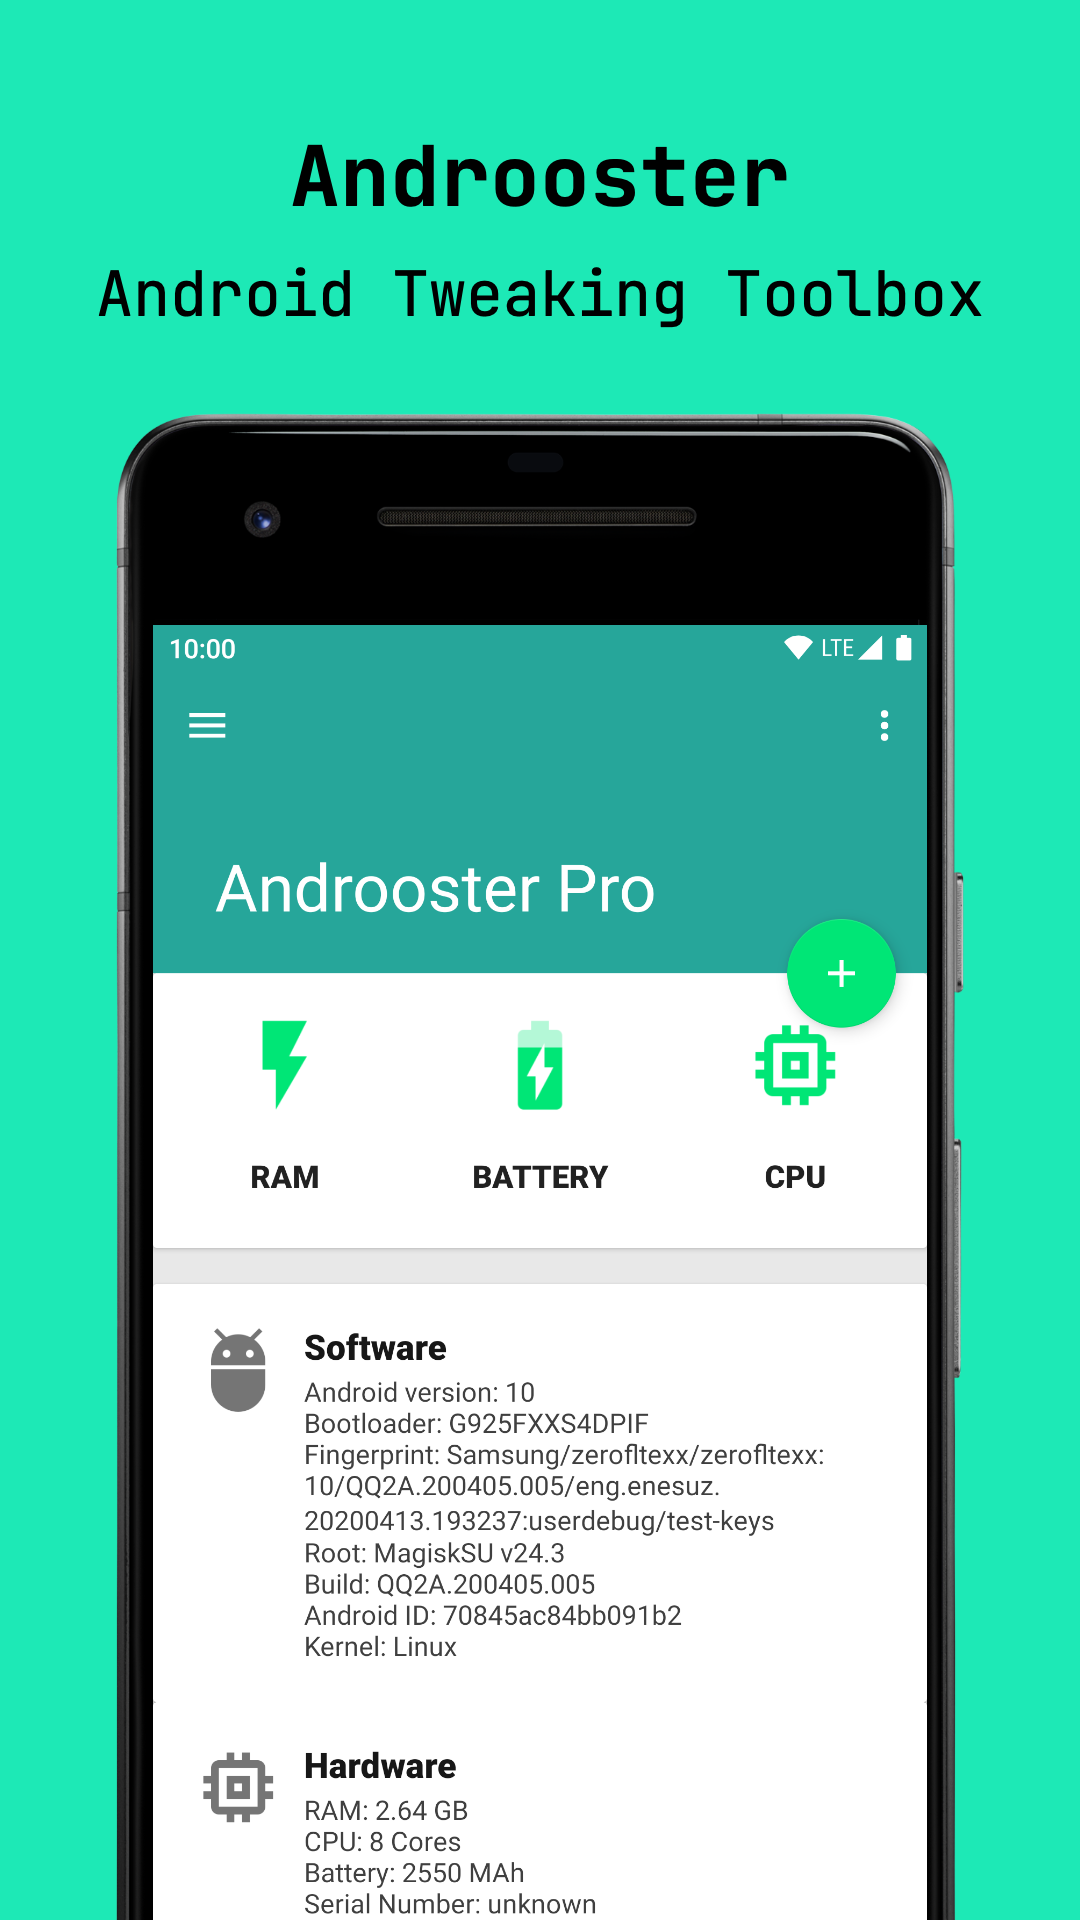 Androoster
Android Tweaking Toolbox
10:00
LTE
Androoster Pro
RAM
BATTERY
CPU
Software
Android version: 10
Bootloader: G925FXXS4DPIF
Fingerprint: Samsung/zerofltexx/zerofltexx:
10/QQ2A.200405.005/eng.enesuz.
20200413.193237:userdebug/test-keys
Root: MagiskSU v24.3
Build: QQ2A.200405.005
Android ID: 70845ac84bb091b2
Kernel: Linux
Hardware
RAM: 2.64 GB
CPU: 8 Cores
Battery: 2550 MAh
Serial Number: unknown